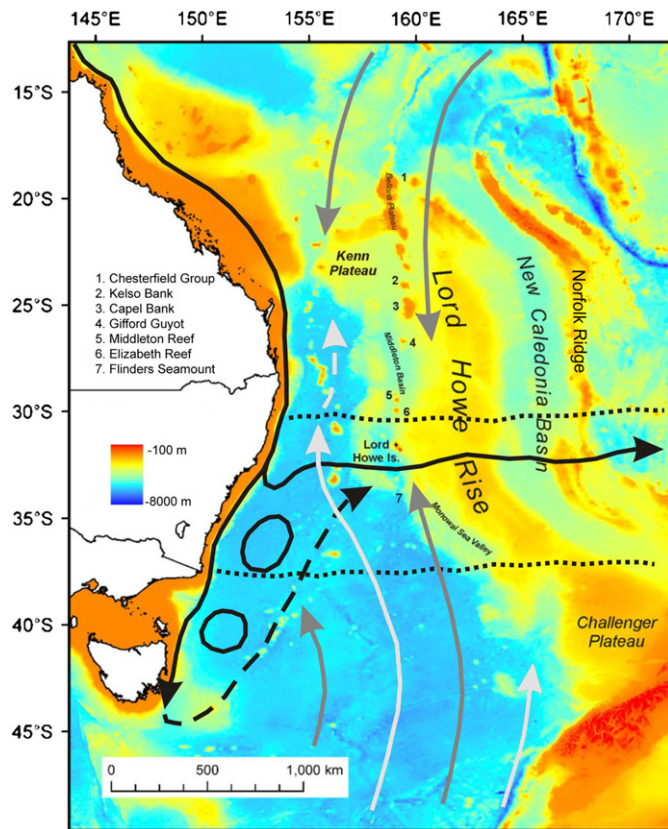 145°E 150°E 155°E 160°E 165°E 170°E
15°S
20°S
25°S
30°S
35°S
40°S
45°S
1
Bellona Plateau
Kenn
Plateau
1. Chesterfield Group
2. Kelso Bank
3. Capel Bank
4. Gifford Guyot
5. Middleton Reef
6. Elizabeth Reef
7. Flinders Seamount
2
3
4
Middleton Basin
5
6
Lord Howe Rise
New Caledonia Basin
Norfolk Ridge
-100 m
-8000 m
Lord
Howe Is.
7
Monowai Sea Valley
Challenger
Plateau
0 500 1,000 km